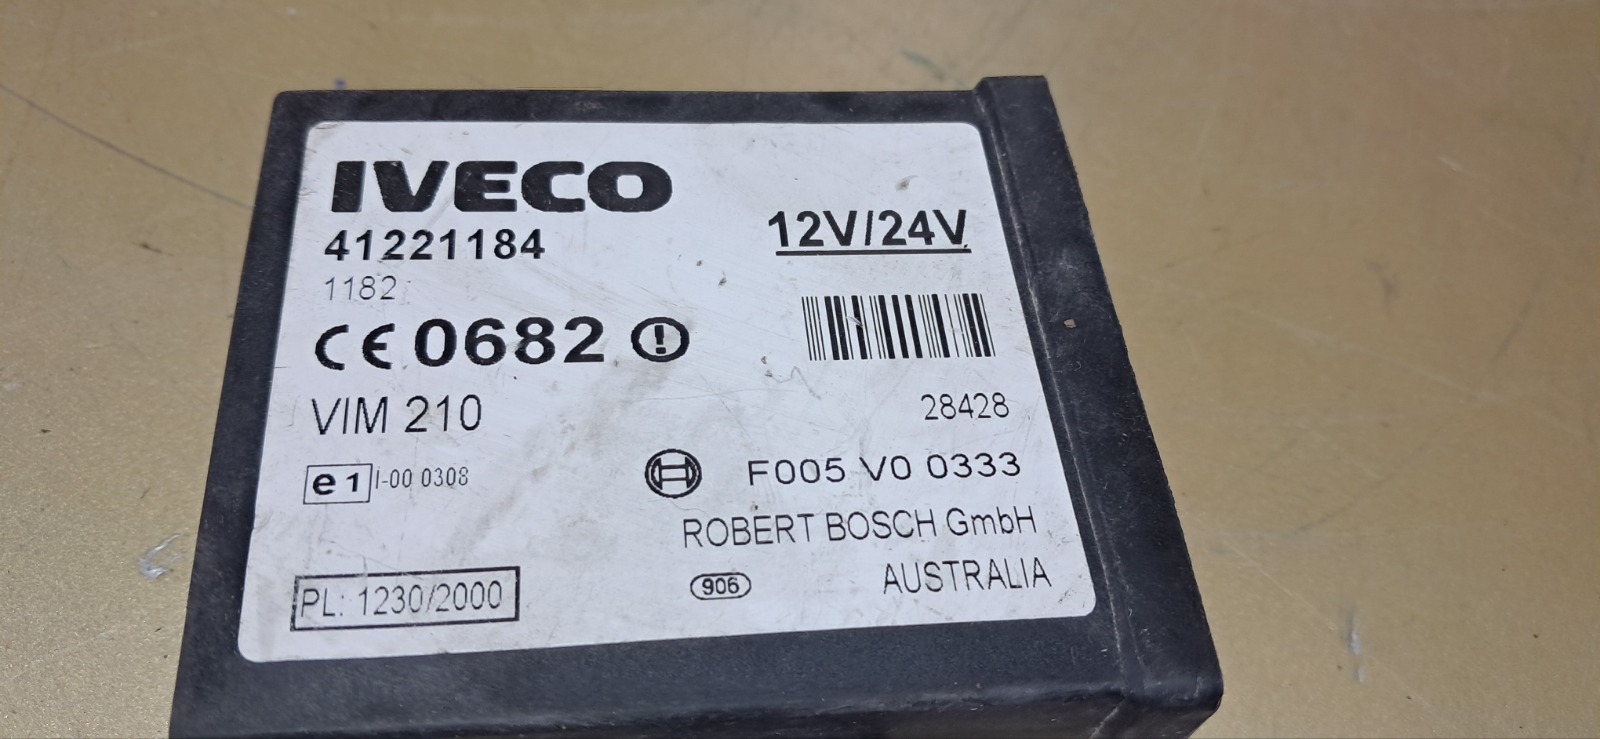 IVECO
41221184
12V/24V
1182
CE 0682
VIM 210
28428
e1 I-00 0308
F005 V0 0333
ROBERT BOSCH GmbH
906
AUSTRALIA
PL: 1230/2000